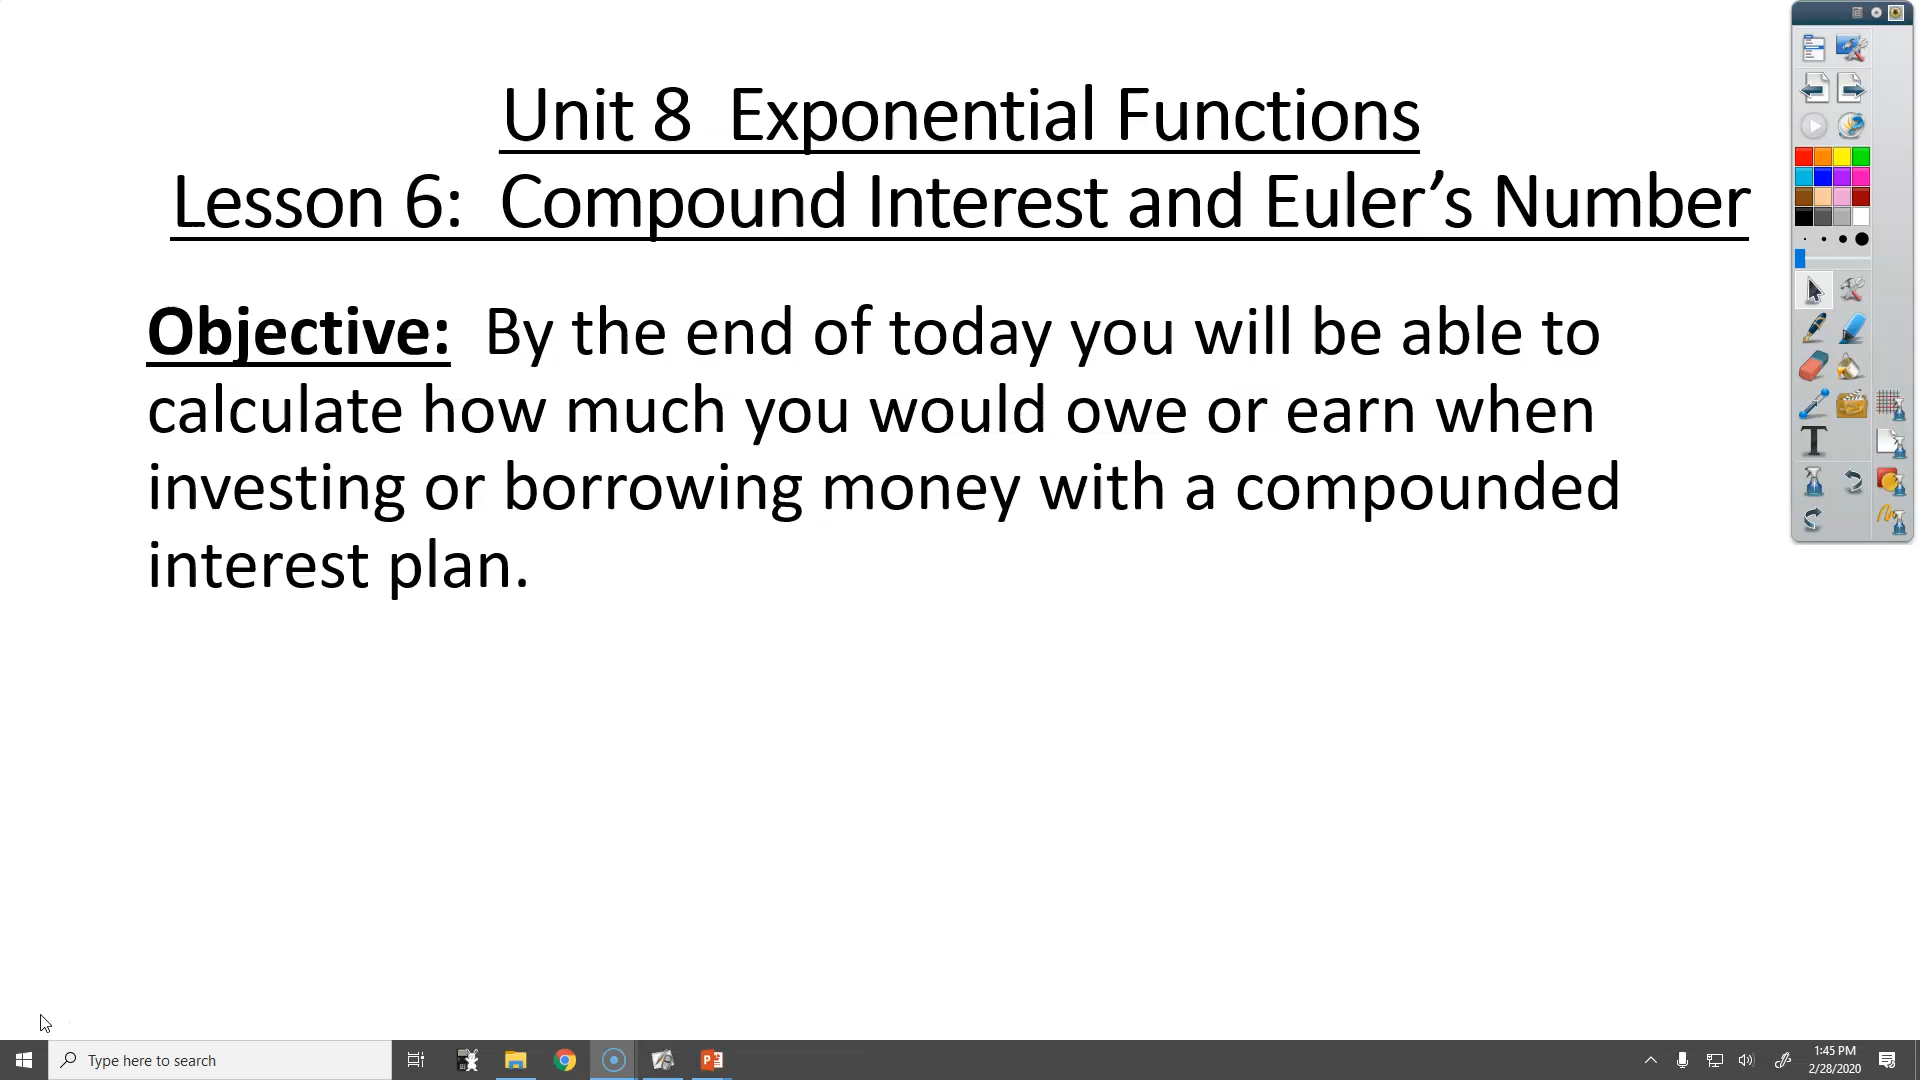 Unit 8  Exponential Functions
Lesson 6:  Compound Interest and Euler’s Number
Objective:  By the end of today you will be able to
calculate how much you would owe or earn when
investing or borrowing money with a compounded
interest plan.
T
Type here to search
1:45 PM
2/28/2020